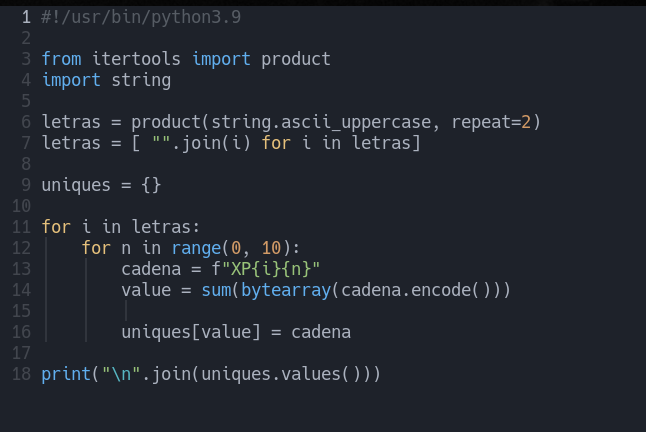 1 #!/usr/bin/python3.9
2
3 from itertools import product
4 import string
5
6 letras = product(string.ascii_uppercase, repeat=2)
7 letras = [ "".join(i) for i in letras]
8
9 uniques = {}
10
11 for i in letras:
12     for n in range(0, 10):
13         cadena = f"XP{i}{n}"
14         value = sum(bytearray(cadena.encode()))
15
16         uniques[value] = cadena
17
18 print("\n".join(uniques.values()))